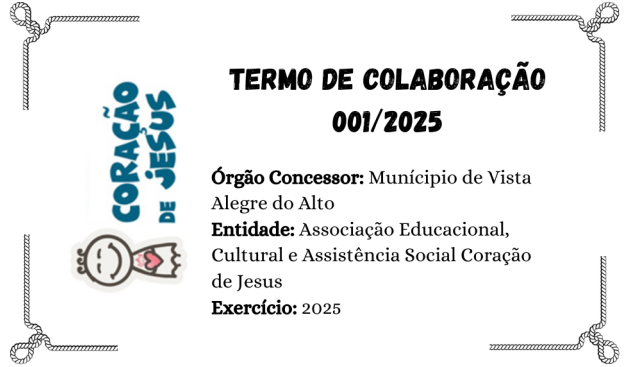 CORAÇÃO
DE JESUS
TERMO DE COLABORAÇÃO
001/2025
Órgão Concessor: Munícipio de Vista
Alegre do Alto
Entidade: Associação Educacional,
Cultural e Assistência Social Coração
de Jesus
Exercício: 2025